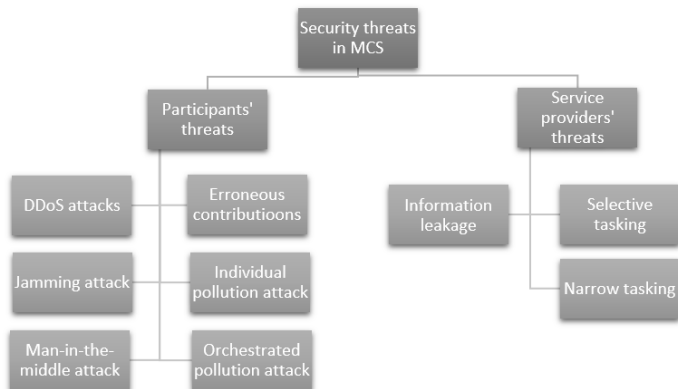 Security threats
in MCS
Participants'
threats
Service
providers'
threats
DDoS attacks
Erroneous
contributioons
Information
leakage
Selective
tasking
Jamming attack
Individual
pollution attack
Narrow tasking
Man-in-the-
middle attack
Orchestrated
pollution attack